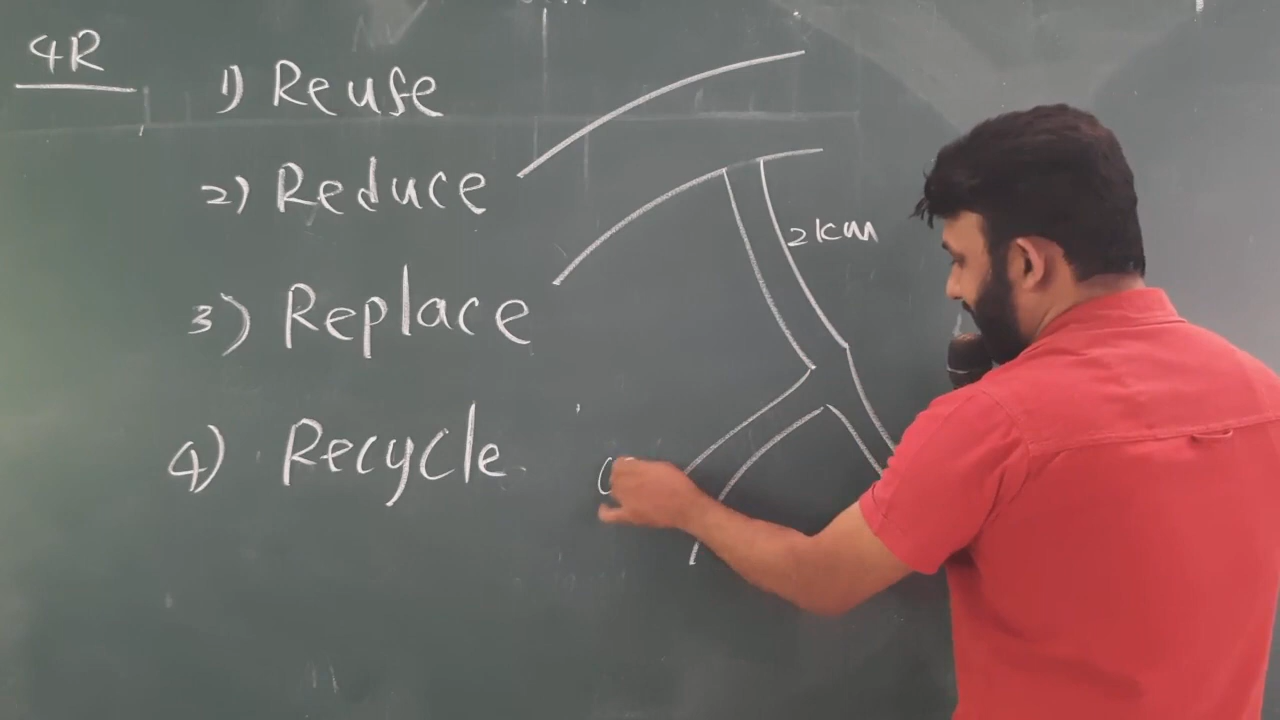 4R
1) Reuse
2) Reduce
3) Replace
4) Recycle
2km